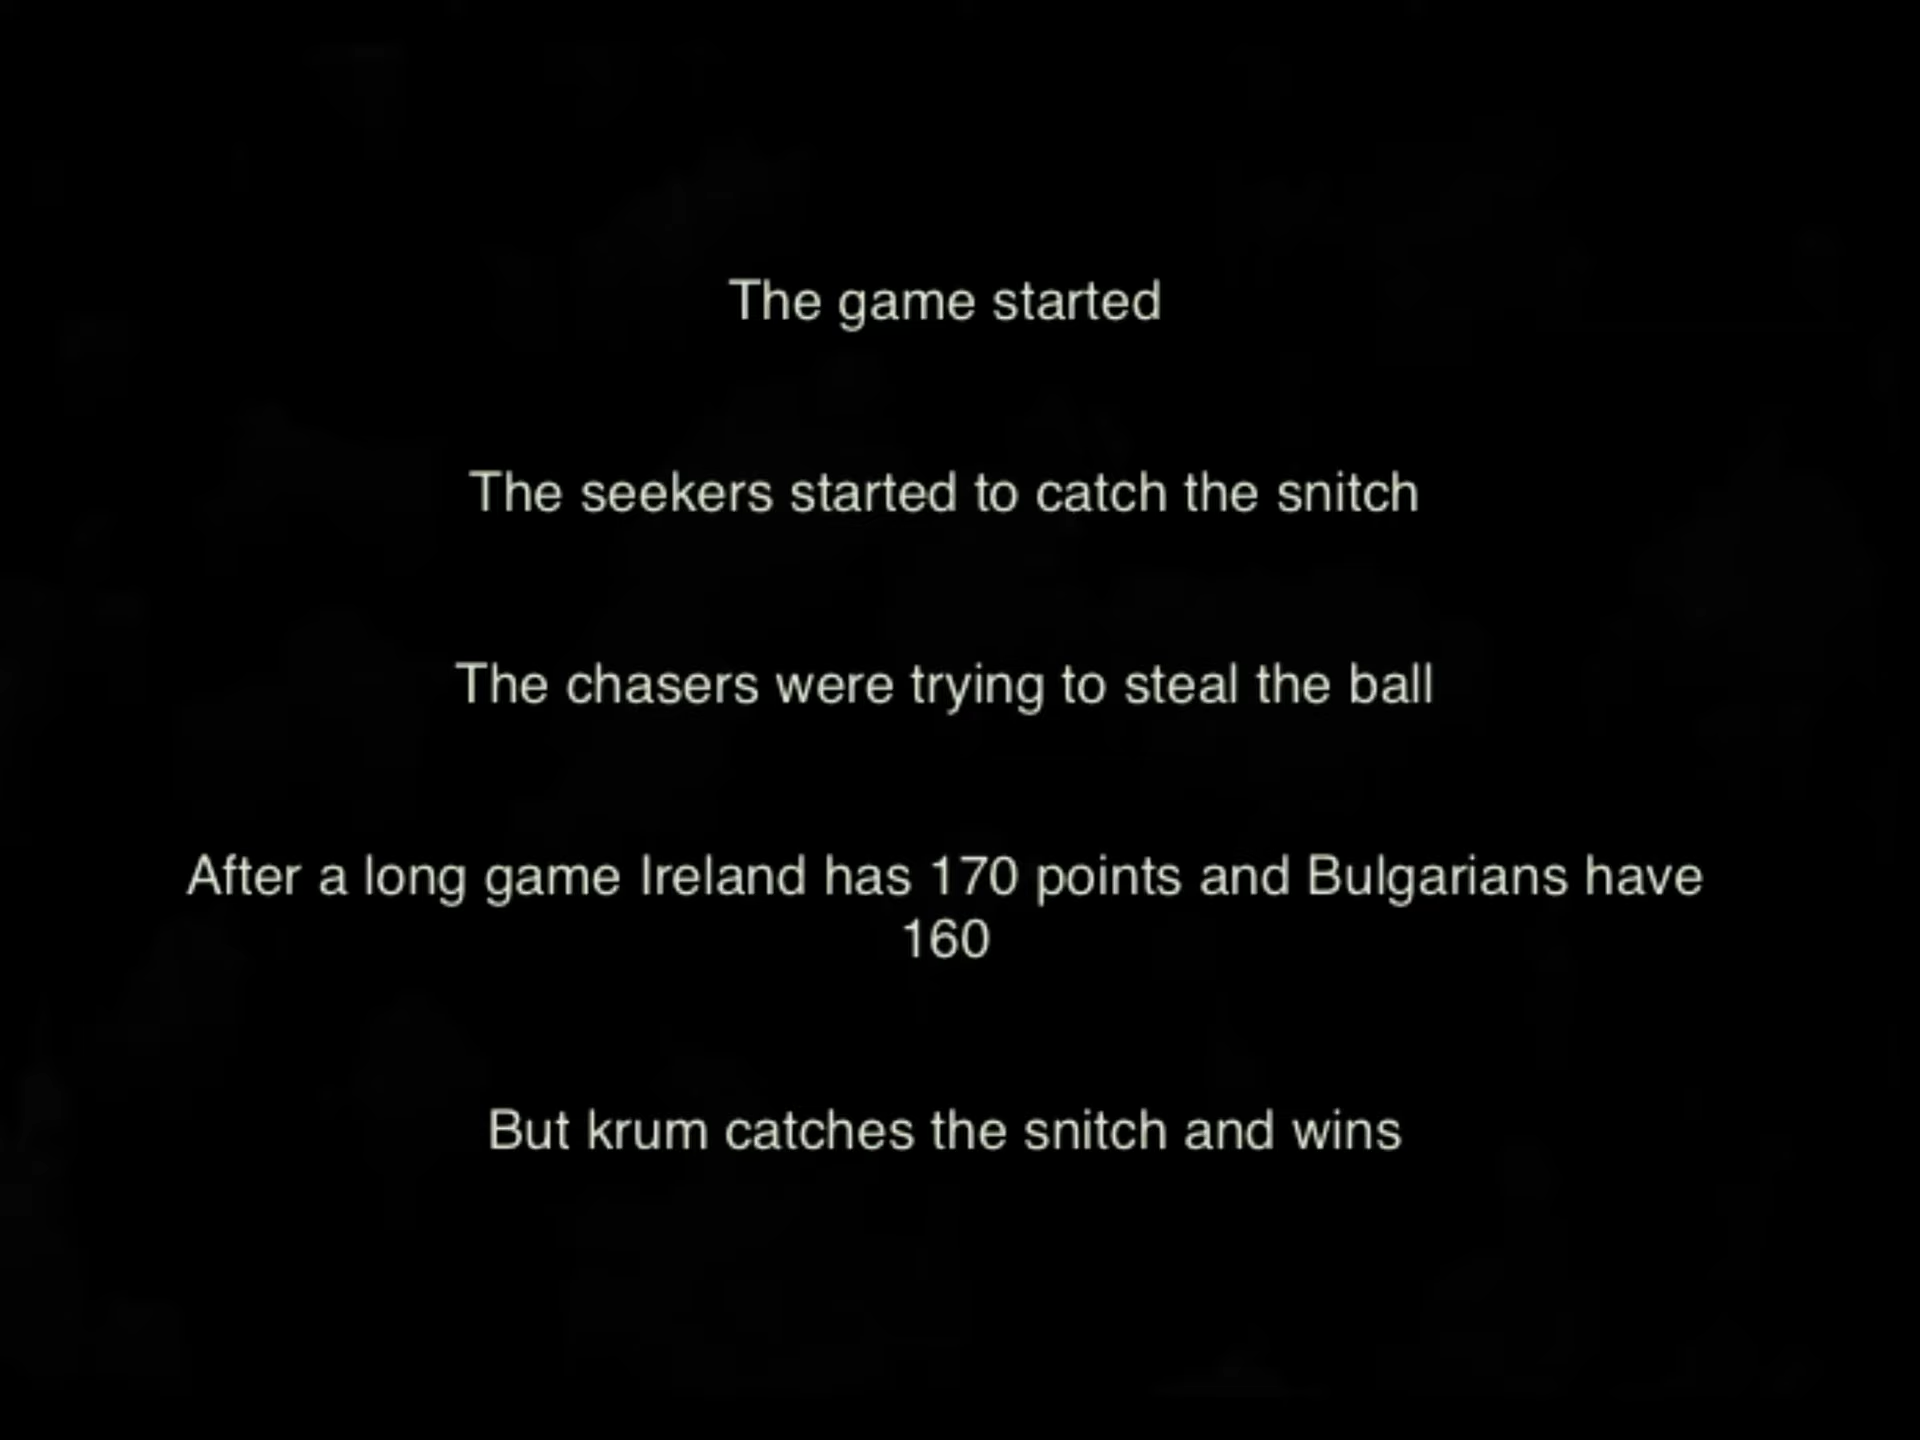 The game started
The seekers started to catch the snitch
The chasers were trying to steal the ball
After a long game Ireland has 170 points and Bulgarians have
160
But krum catches the snitch and wins